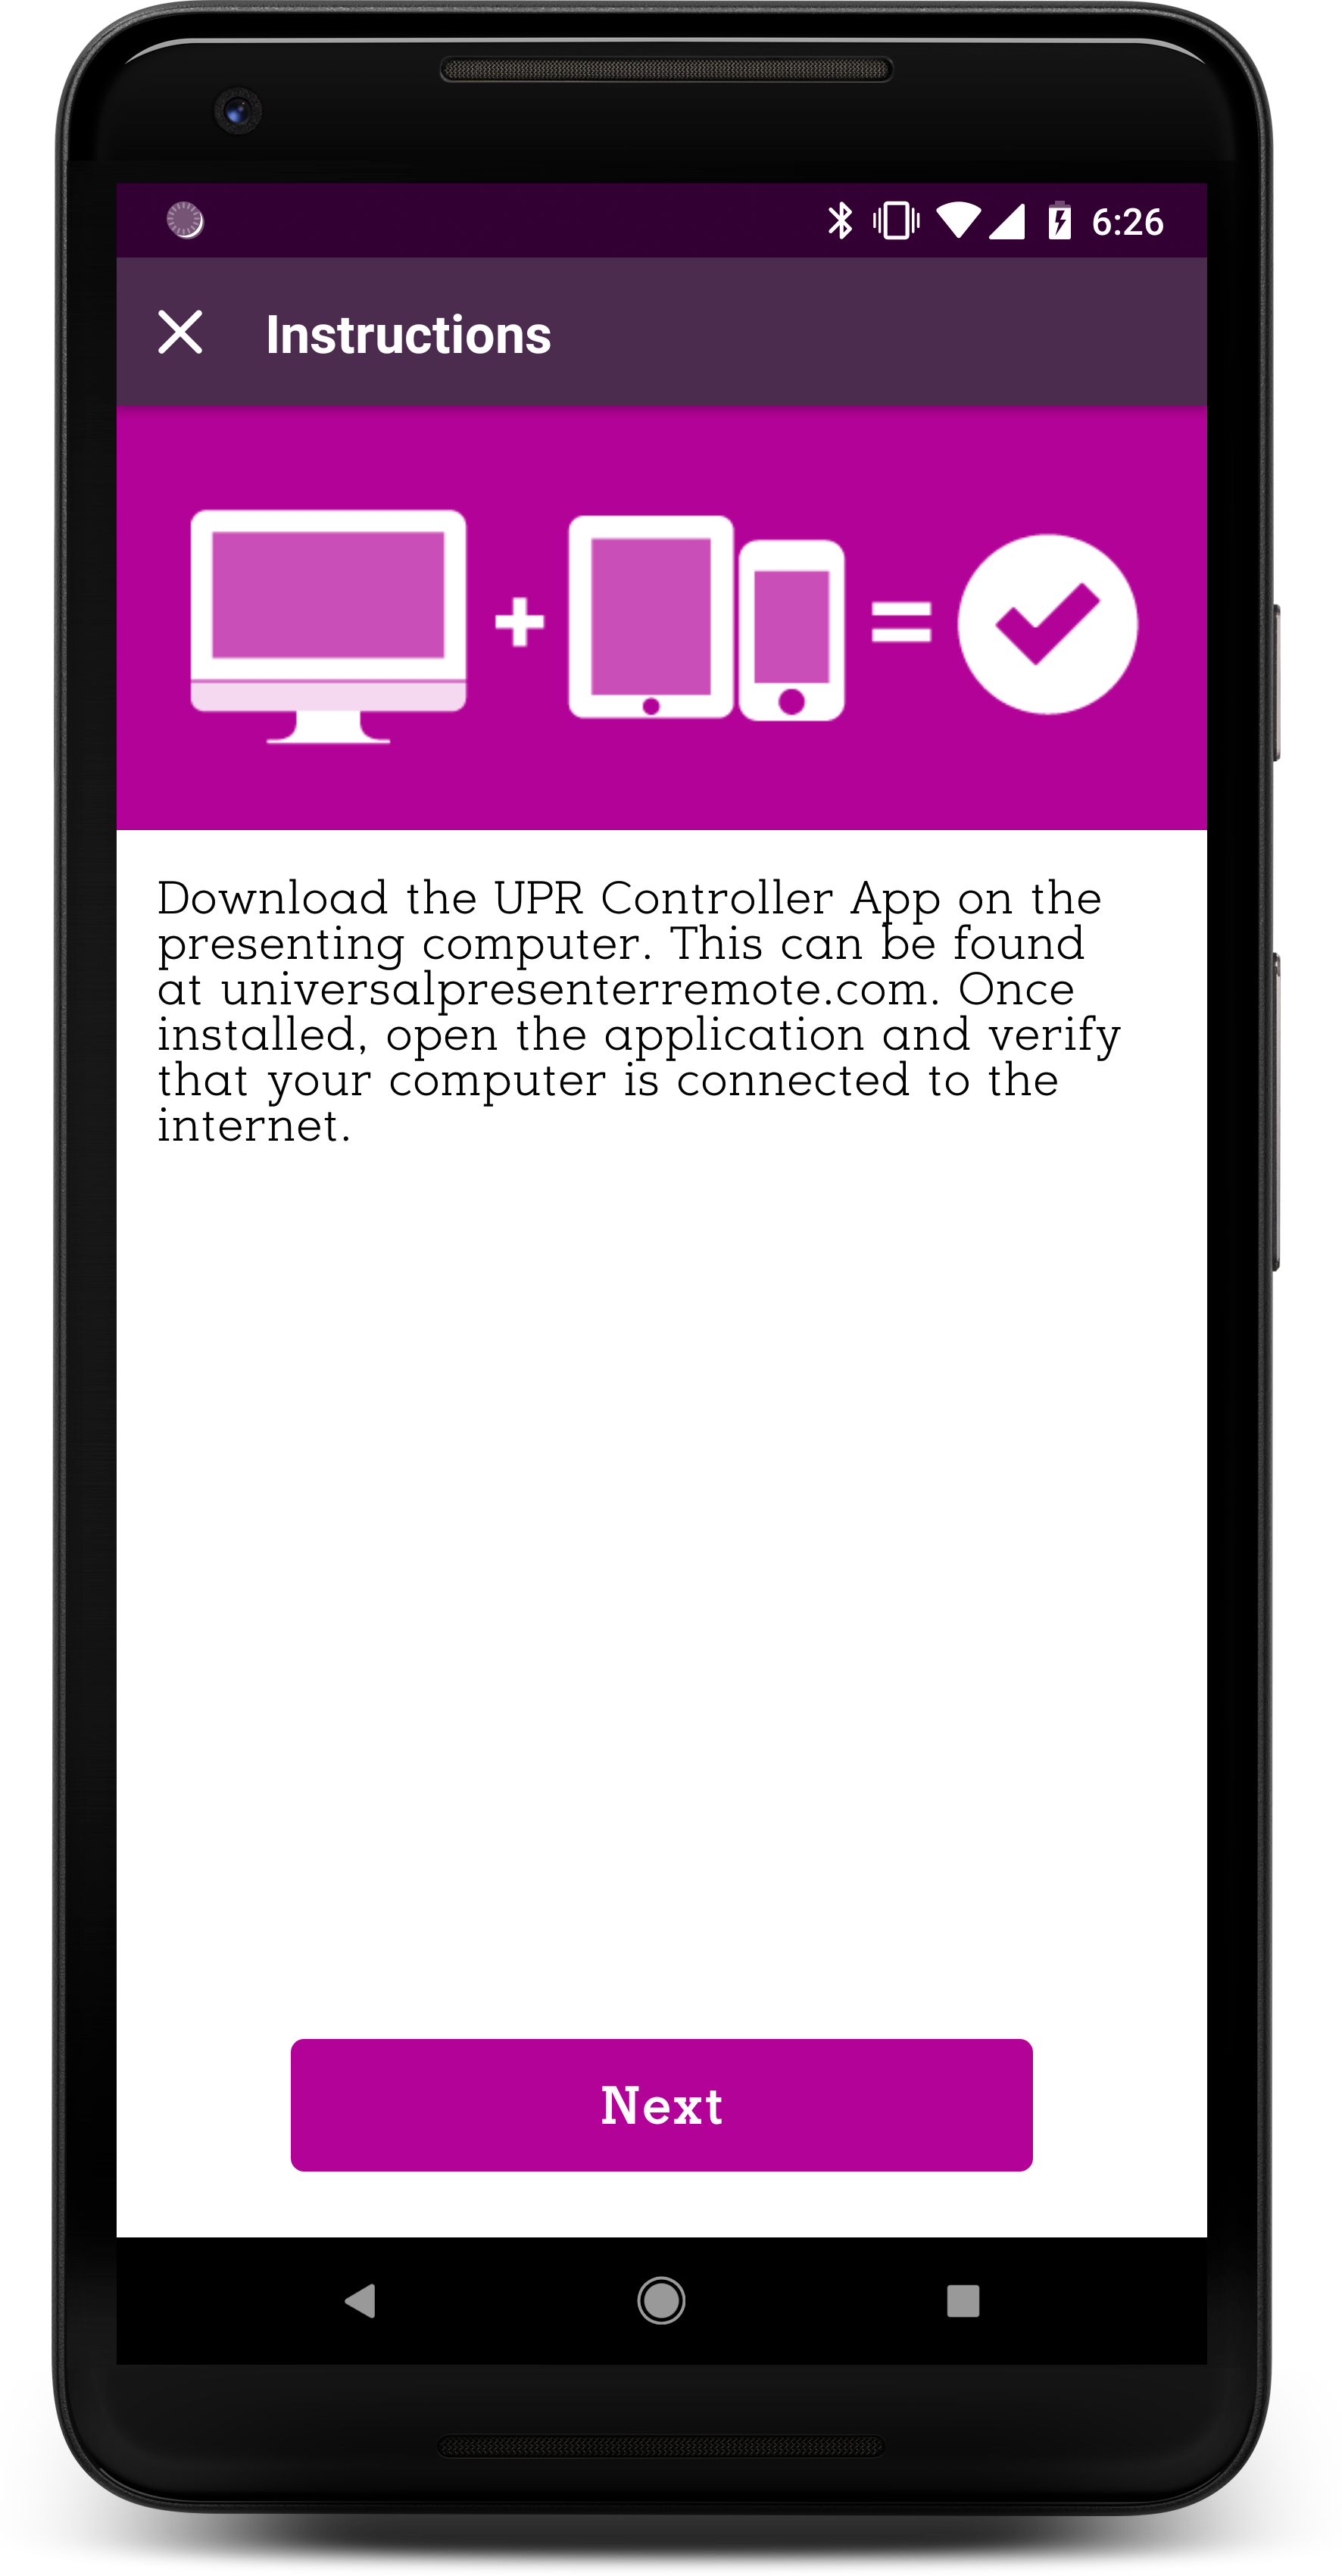 6:26
Instructions
Download the UPR Controller App on the
presenting computer. This can be found
at universalpresenterremote.com. Once
installed, open the application and verify
that your computer is connected to the
internet.
Next